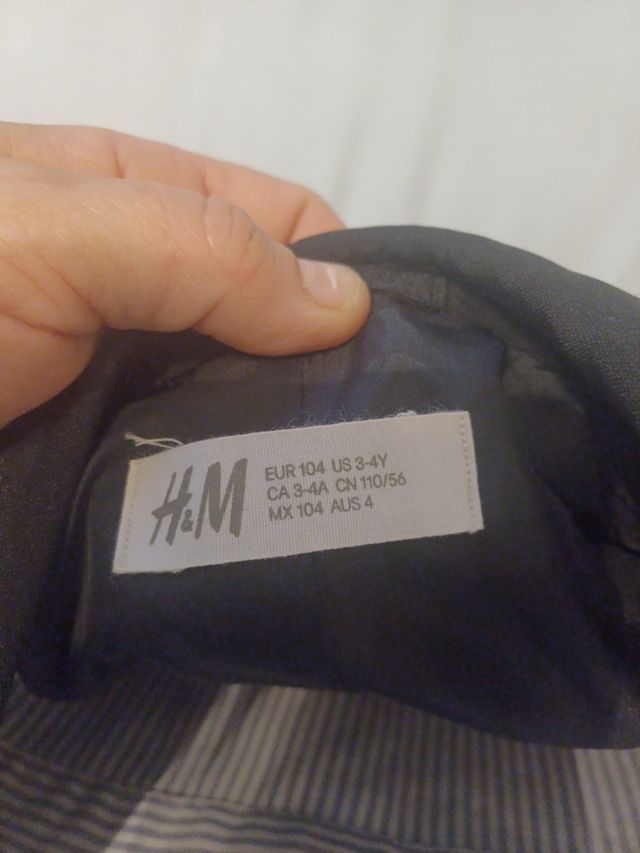 H&M
EUR 104 US 3-4Y
CA 3-4A CN 110/56
MX 104 AUS 4